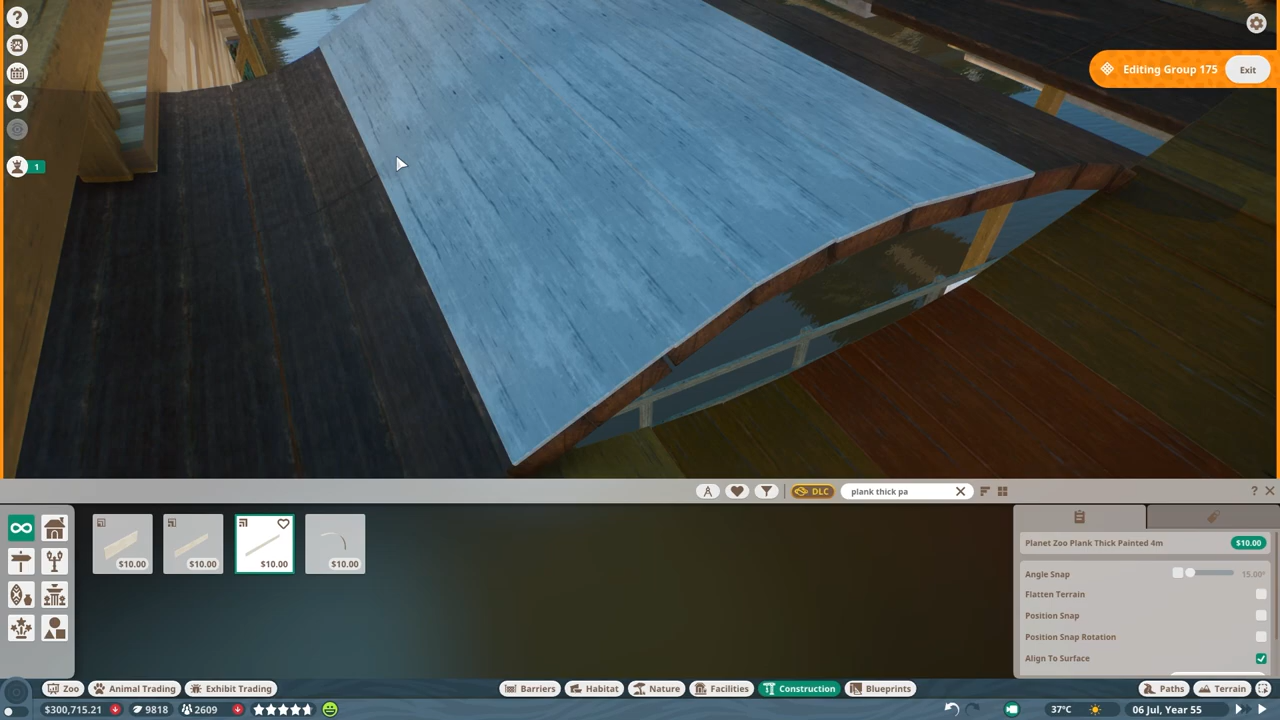 ?
Editing Group 175
Exit
1
DLC
plank thick pa
?
$10.00
$10.00
$10.00
$10.00
Planet Zoo Plank Thick Painted 4m
$10.00
Angle Snap
15.00°
Flatten Terrain
Position Snap
Position Snap Rotation
Align To Surface
Zoo
Animal Trading
Exhibit Trading
Barriers
Habitat
Nature
Facilities
Construction
Blueprints
Paths
Terrain
$300,715.21
9818
2609
37°C
06 Jul, Year 55